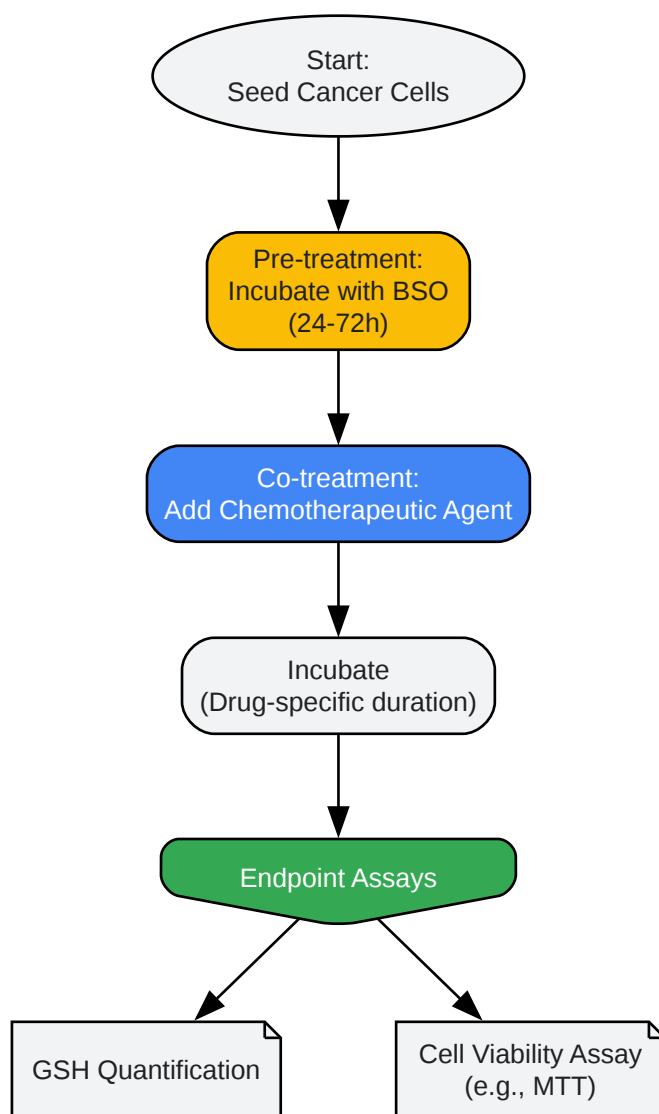 Start:
Seed Cancer Cells
Pre-treatment:
Incubate with BSO
(24-72h)
Co-treatment:
Add Chemotherapeutic Agent
Incubate
(Drug-specific duration)
Endpoint Assays
GSH Quantification
Cell Viability Assay
(e.g., MTT)